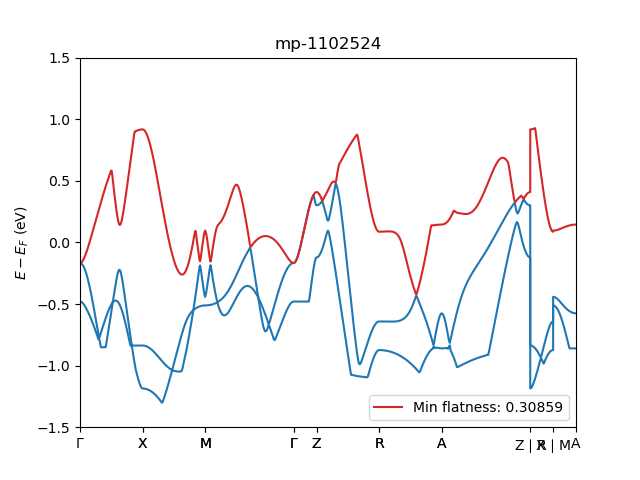 mp-1102524
E − E_F (eV)
1.5
1.0
0.5
0.0
−0.5
−1.0
−1.5
Min flatness: 0.30859
Γ X M Γ Z R A Z | X R | M A